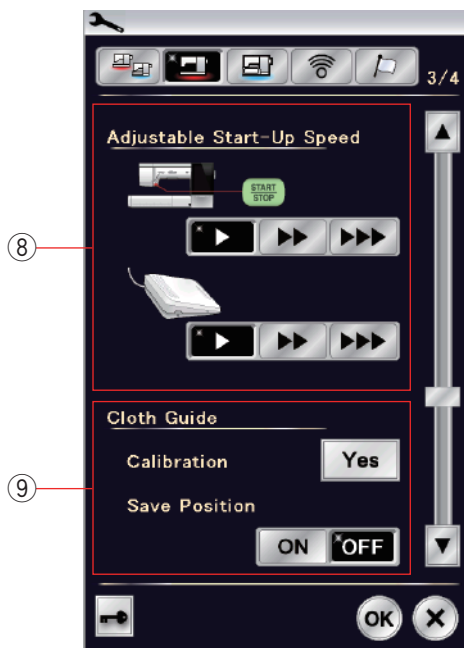 3/4
Adjustable Start-Up Speed
START
STOP
⑧
Cloth Guide
Calibration Yes
⑨
Save Position
ON OFF
OK